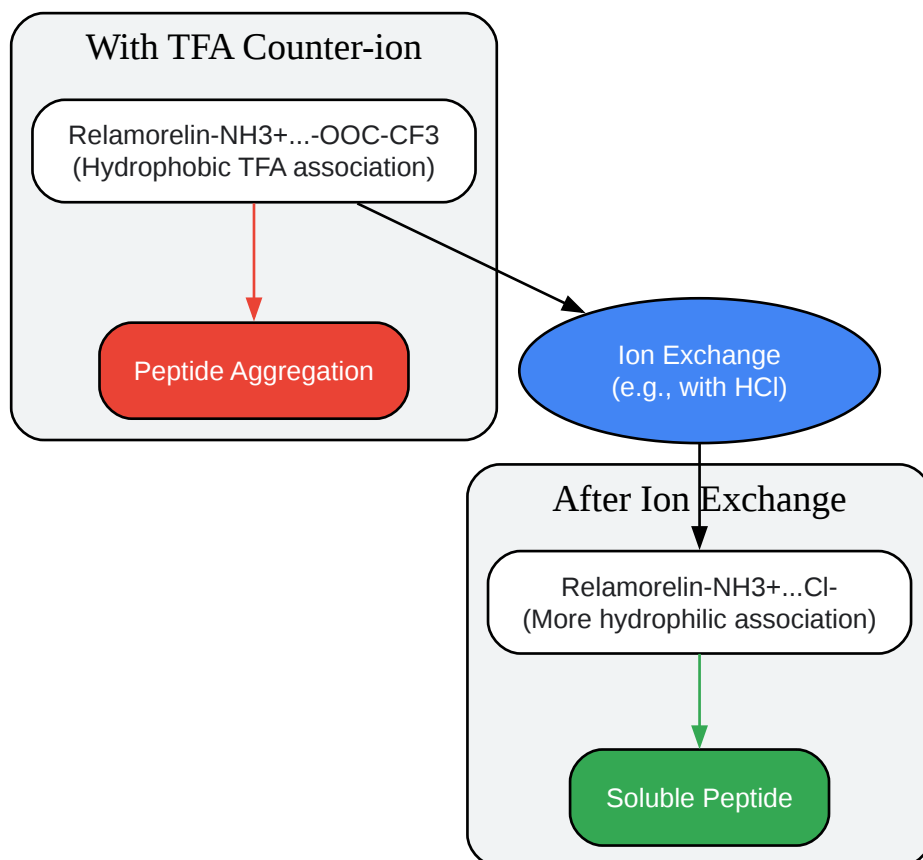 With TFA Counter-ion
Relamorelin-NH3+...-OOC-CF3
(Hydrophobic TFA association)
Peptide Aggregation
Ion Exchange
(e.g., with HCl)
After Ion Exchange
Relamorelin-NH3+...Cl-
(More hydrophilic association)
Soluble Peptide